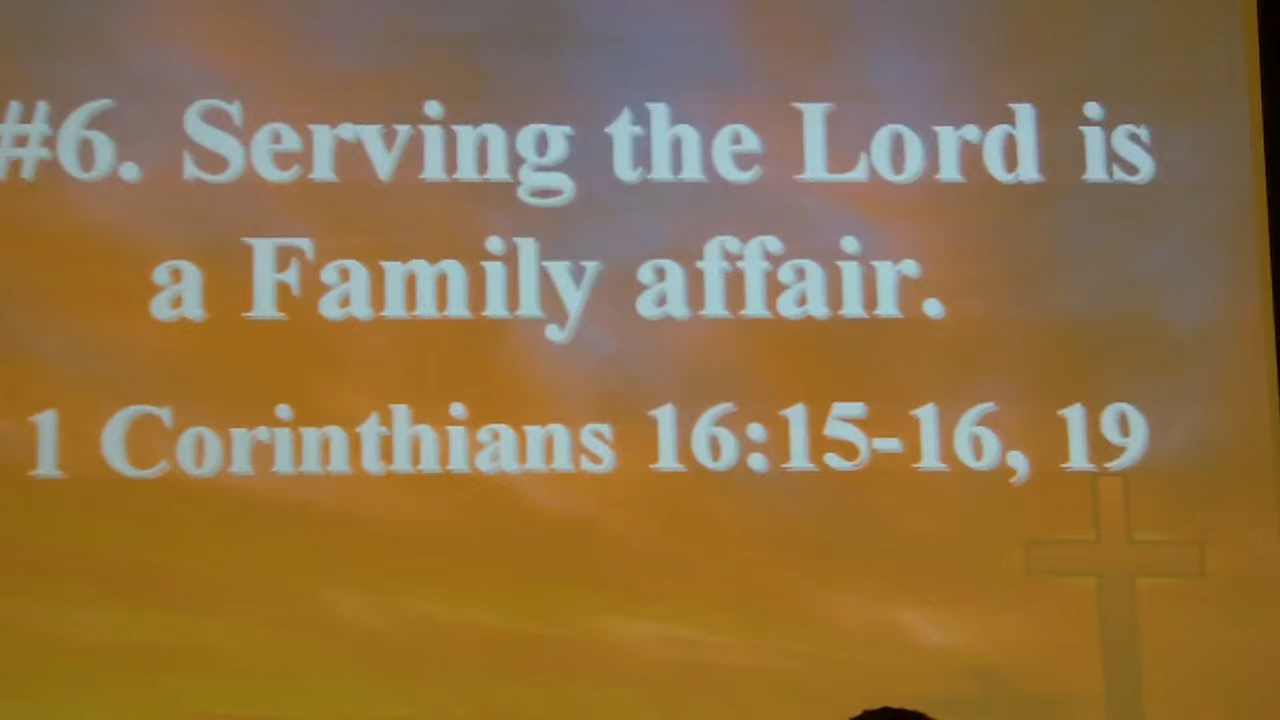 #6. Serving the Lord is
a Family affair.
1 Corinthians 16:15-16, 19